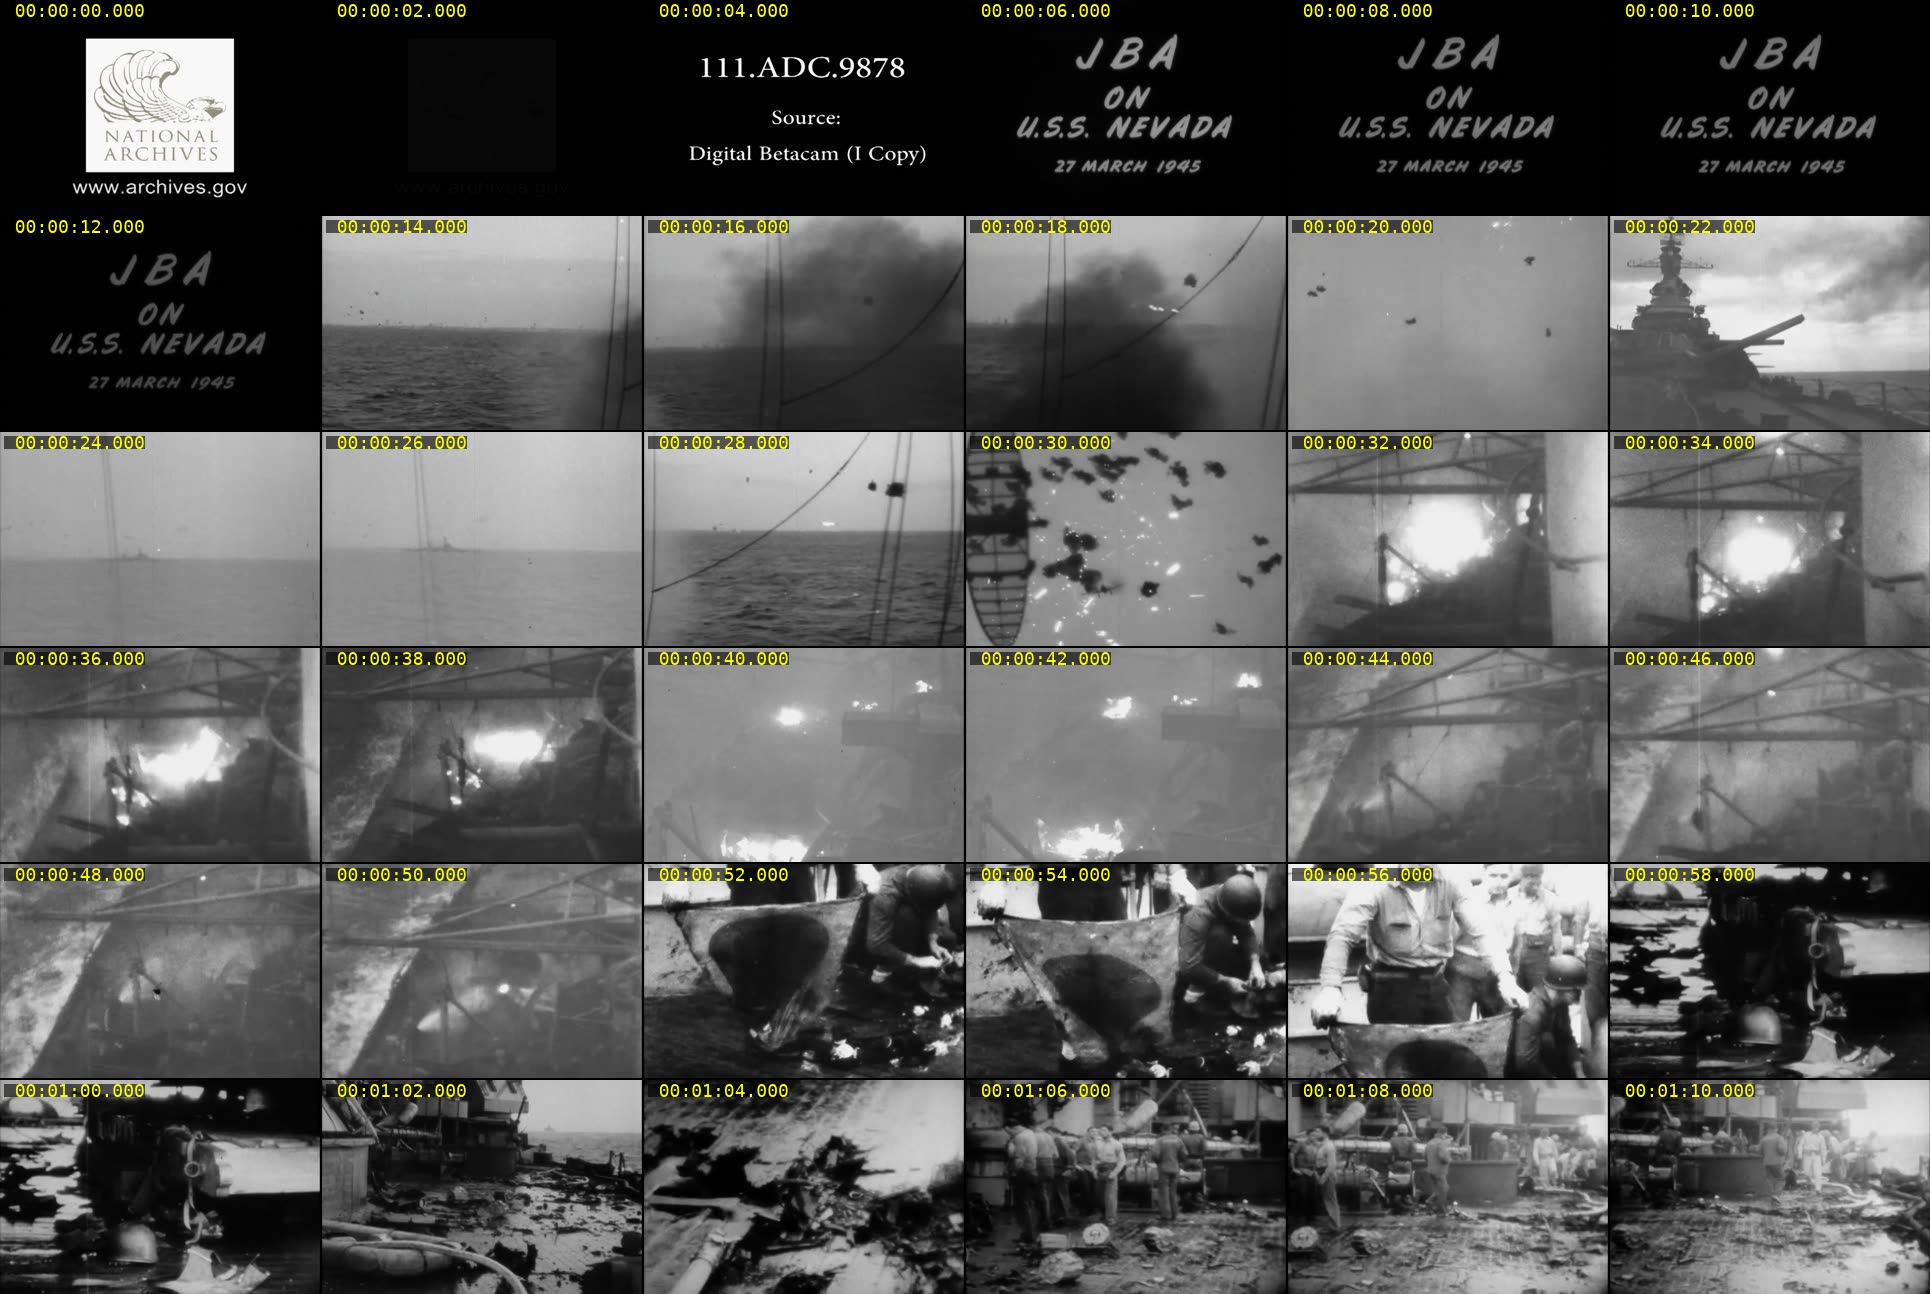 00:00:00.000
NATIONAL
ARCHIVES
www.archives.gov
00:00:02.000
www.archives.gov
00:00:04.000
111.ADC.9878
Source:
Digital Betacam (I Copy)
00:00:06.000
JBA
ON
U.S.S. NEVADA
27 MARCH 1945
00:00:08.000
JBA
ON
U.S.S. NEVADA
27 MARCH 1945
00:00:10.000
JBA
ON
U.S.S. NEVADA
27 MARCH 1945
00:00:12.000
JBA
ON
U.S.S. NEVADA
27 MARCH 1945
00:00:14.000
00:00:16.000
00:00:18.000
00:00:20.000
00:00:22.000
00:00:24.000
00:00:26.000
00:00:28.000
00:00:30.000
00:00:32.000
00:00:34.000
00:00:36.000
00:00:38.000
00:00:40.000
00:00:42.000
00:00:44.000
00:00:46.000
00:00:48.000
00:00:50.000
00:00:52.000
00:00:54.000
00:00:56.000
00:00:58.000
00:01:00.000
00:01:02.000
00:01:04.000
00:01:06.000
00:01:08.000
00:01:10.000